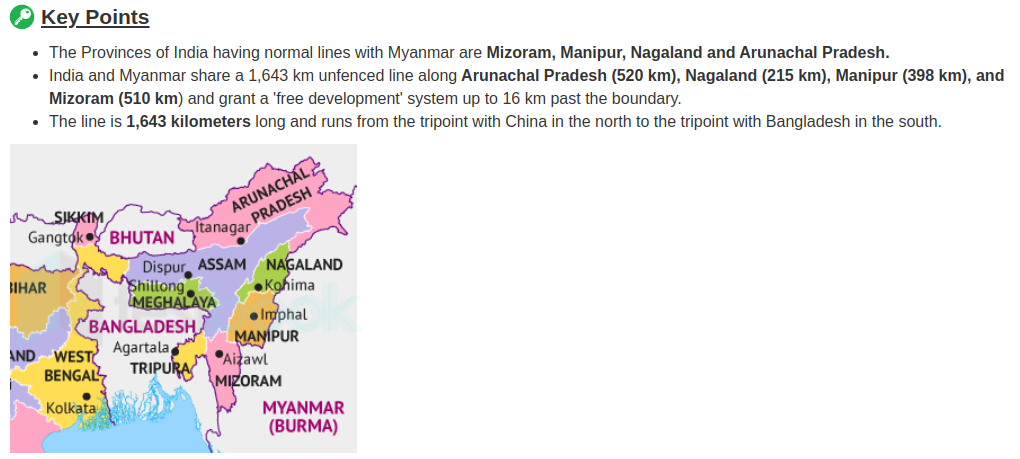 Key Points
The Provinces of India having normal lines with Myanmar are Mizoram, Manipur, Nagaland and Arunachal Pradesh.
India and Myanmar share a 1,643 km unfenced line along Arunachal Pradesh (520 km), Nagaland (215 km), Manipur (398 km), and
Mizoram (510 km) and grant a 'free development' system up to 16 km past the boundary.
The line is 1,643 kilometers long and runs from the tripoint with China in the north to the tripoint with Bangladesh in the south.
ARUNACHAL
PRADESH
SIKKIM
Itanagar
Gangtok
BHUTAN
Dispur
ASSAM
NAGALAND
BIHAR
Shillong
Kohima
MEGHALAYA
Imphal
BANGLADESH
MANIPUR
Agartala
AND
WEST
Aizawl
TRIPURA
BENGAL
MIZORAM
Kolkata
MYANMAR
(BURMA)